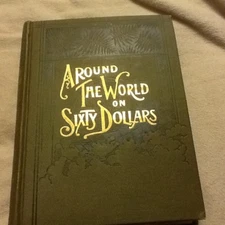 Around
The World
on
Sixty Dollars